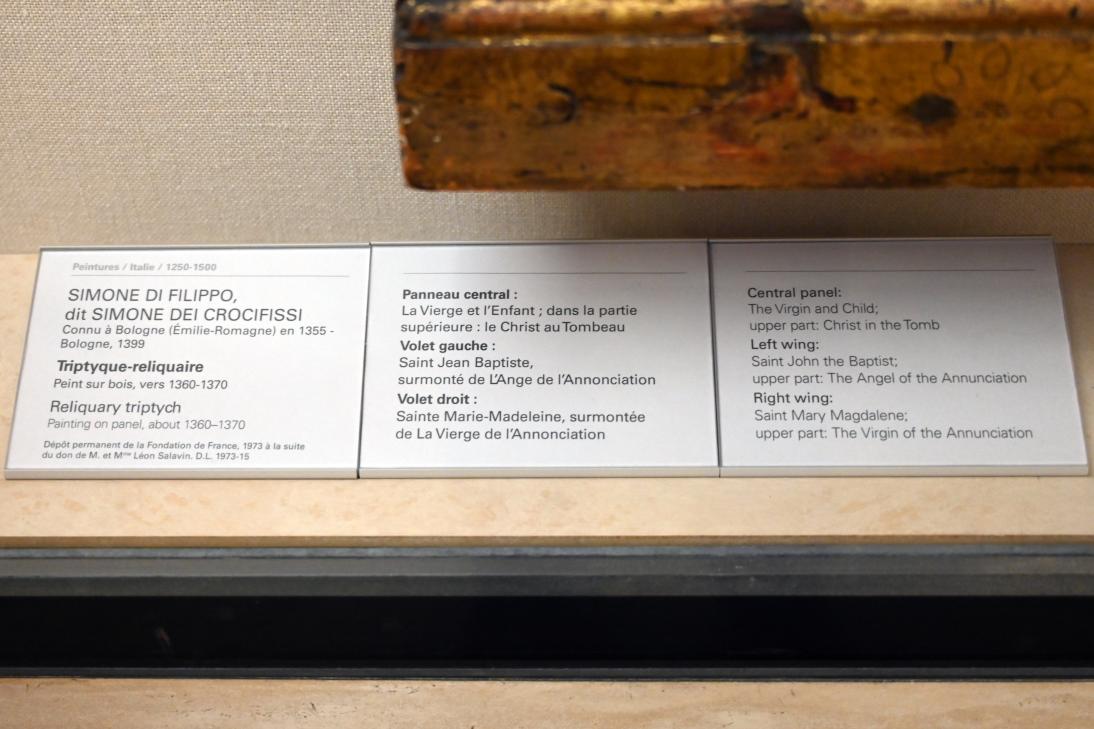 Peintures / Italie / 1250-1500
SIMONE DI FILIPPO,
dit SIMONE DEI CROCIFISSI
Connu à Bologne (Émilie-Romagne) en 1355 -
Bologne, 1399
Triptyque-reliquaire
Peint sur bois, vers 1360-1370
Reliquary triptych
Painting on panel, about 1360–1370
Dépôt permanent de la Fondation de France, 1973 à la suite
du don de M. et Mme Léon Salavin. D.L. 1973-15
Panneau central :
La Vierge et l'Enfant ; dans la partie
supérieure : le Christ au Tombeau
Volet gauche :
Saint Jean Baptiste,
surmonté de L'Ange de l'Annonciation
Volet droit :
Sainte Marie-Madeleine, surmontée
de La Vierge de l'Annonciation
Central panel:
The Virgin and Child;
upper part: Christ in the Tomb
Left wing:
Saint John the Baptist;
upper part: The Angel of the Annunciation
Right wing:
Saint Mary Magdalene;
upper part: The Virgin of the Annunciation